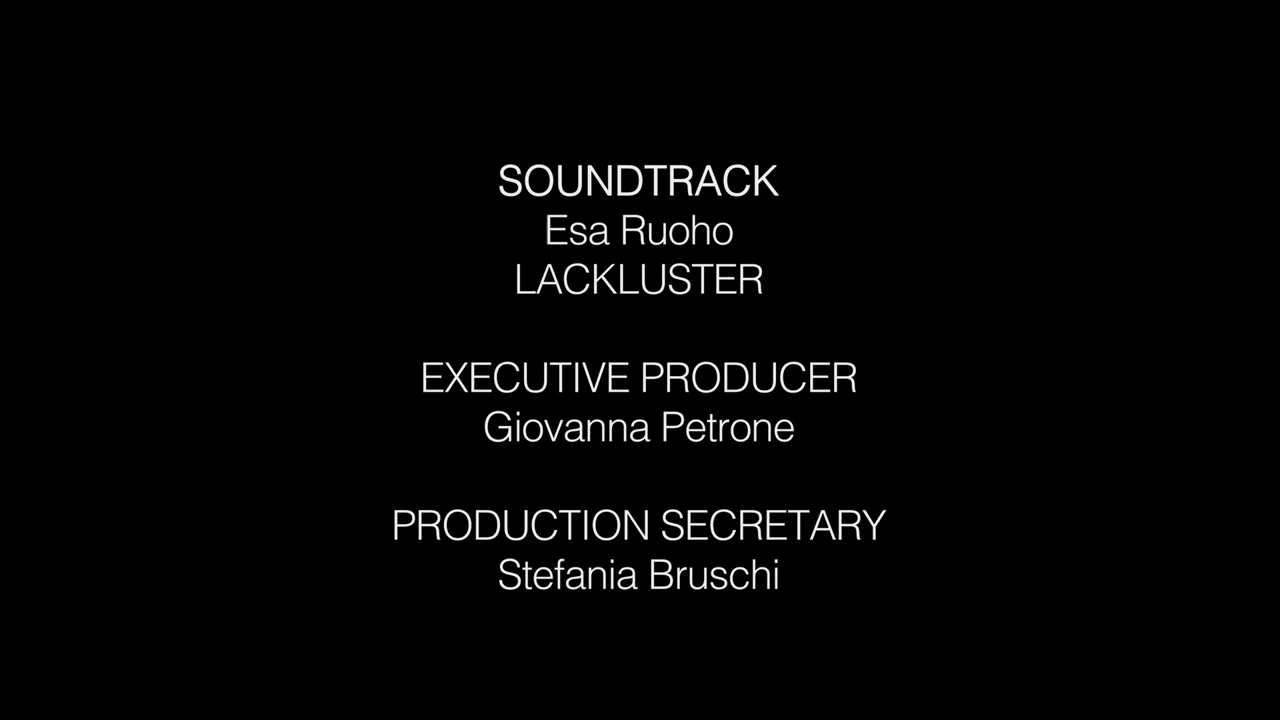 SOUNDTRACK
Esa Ruoho
LACKLUSTER
EXECUTIVE PRODUCER
Giovanna Petrone
PRODUCTION SECRETARY
Stefania Bruschi